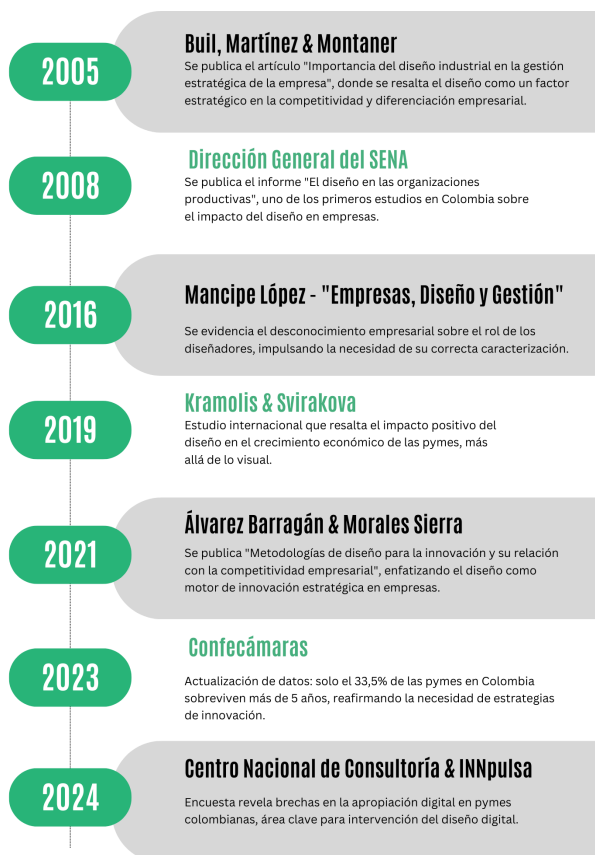 2005
Buil, Martínez & Montaner
Se publica el artículo "Importancia del diseño industrial en la gestión
estratégica de la empresa", donde se resalta el diseño como un factor
estratégico en la competitividad y diferenciación empresarial.
2008
Dirección General del SENA
Se publica el informe "El diseño en las organizaciones
productivas", uno de los primeros estudios en Colombia sobre
el impacto del diseño en empresas.
2016
Mancipe López - "Empresas, Diseño y Gestión"
Se evidencia el desconocimiento empresarial sobre el rol de los
diseñadores, impulsando la necesidad de su correcta caracterización.
2019
Kramolis & Svirakova
Estudio internacional que resalta el impacto positivo del
diseño en el crecimiento económico de las pymes, más
allá de lo visual.
2021
Álvarez Barragán & Morales Sierra
Se publica "Metodologías de diseño para la innovación y su relación
con la competitividad empresarial", enfatizando el diseño como
motor de innovación estratégica en empresas.
2023
Confecámaras
Actualización de datos: solo el 33,5% de las pymes en Colombia
sobreviven más de 5 años, reafirmando la necesidad de estrategias
de innovación.
2024
Centro Nacional de Consultoría & INNpulsa
Encuesta revela brechas en la apropiación digital en pymes
colombianas, área clave para intervención del diseño digital.